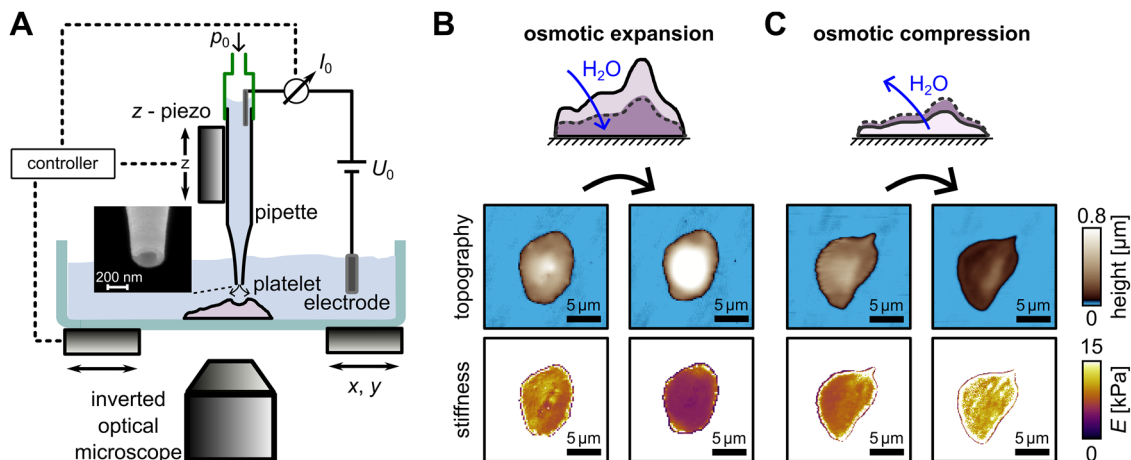 A
p0
I0
z - piezo
z
controller
U0
pipette
200 nm
platelet
electrode
x, y
inverted
optical
microscope
B
osmotic expansion
H2O
C
osmotic compression
H2O
topography
5 µm
5 µm
5 µm
5 µm
0.8
height [µm]
0
stiffness
5 µm
5 µm
5 µm
5 µm
15
E [kPa]
0